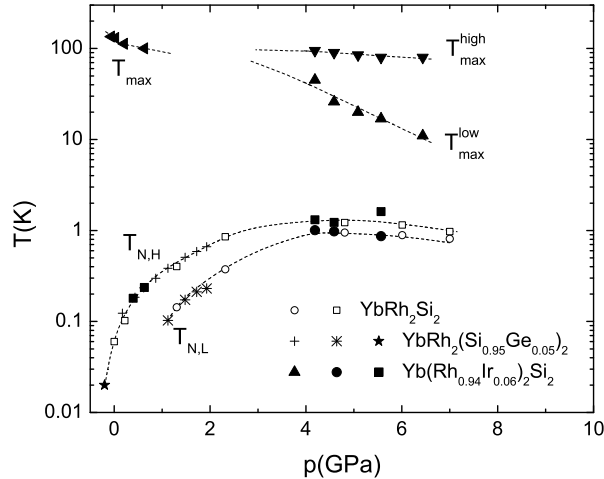 1000
100
10
1
0.1
0.01
T(K)
T_max
T_max^high
T_max^low
T_N,H
T_N,L
YbRh_2Si_2
YbRh_2(Si_0.95Ge_0.05)_2
Yb(Rh_0.94Ir_0.06)_2Si_2
0 2 4 6 8 10
p(GPa)